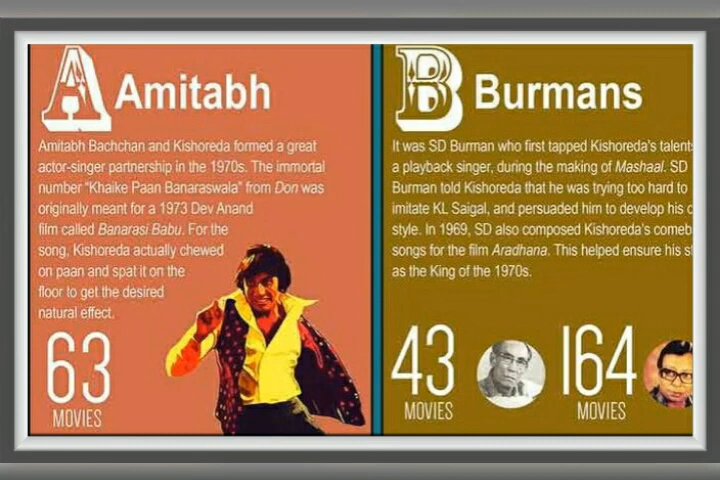 A Amitabh
Amitabh Bachchan and Kishoreda formed a great
actor-singer partnership in the 1970s. The immortal
number "Khaike Paan Banaraswala" from Don was
originally meant for a 1973 Dev Anand
film called Banarasi Babu. For the
song, Kishoreda actually chewed
on paan and spat it on the
floor to get the desired
natural effect.
63
MOVIES
B Burmans
It was SD Burman who first tapped Kishoreda's talent
a playback singer, during the making of Mashaal. SD
Burman told Kishoreda that he was trying too hard to
imitate KL Saigal, and persuaded him to develop his
style. In 1969, SD also composed Kishoreda's
songs for the film Aradhana. This helped ensure his
as the King of the 1970s.
43
MOVIES
164
MOVIES